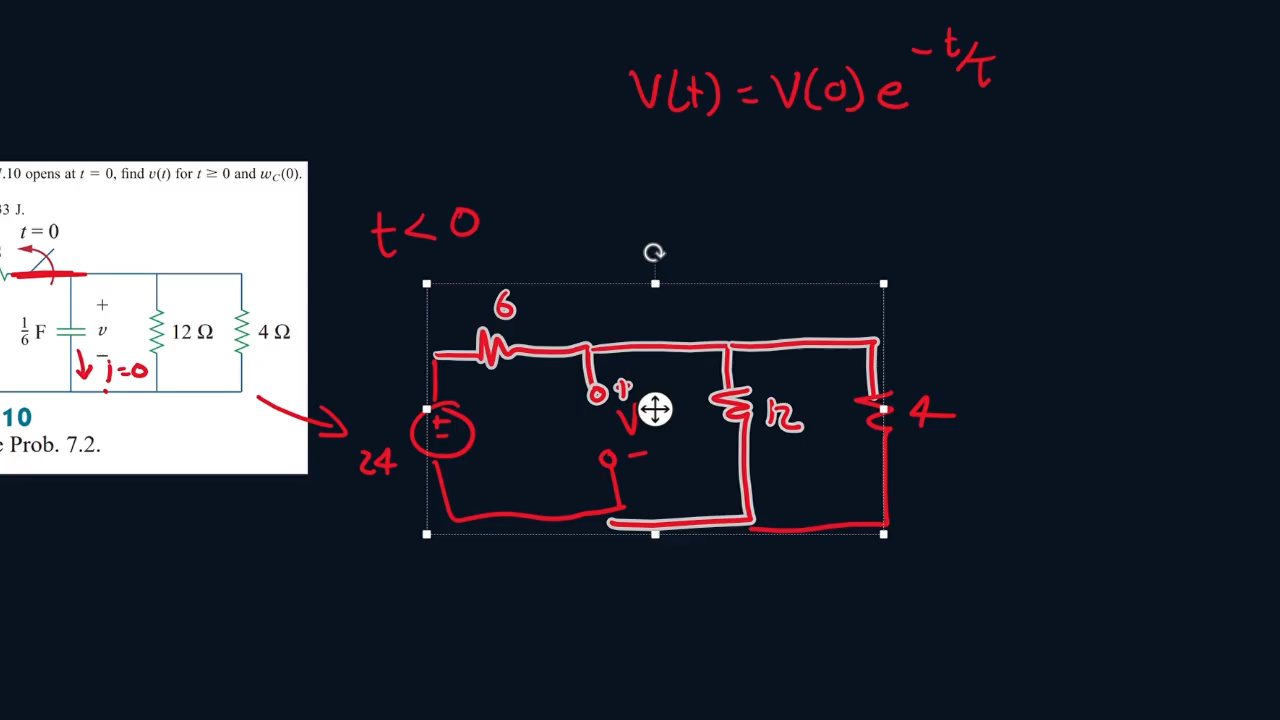 V(t) = V(0) e^-t/τ
7.10 opens at t = 0, find v(t) for t ≥ 0 and w_C(0).
33 J.
t = 0
t < 0
1/6 F
+
v
−
12 Ω
4 Ω
i=0
6
+
V
−
12
4
+
−
24
10
e Prob. 7.2.